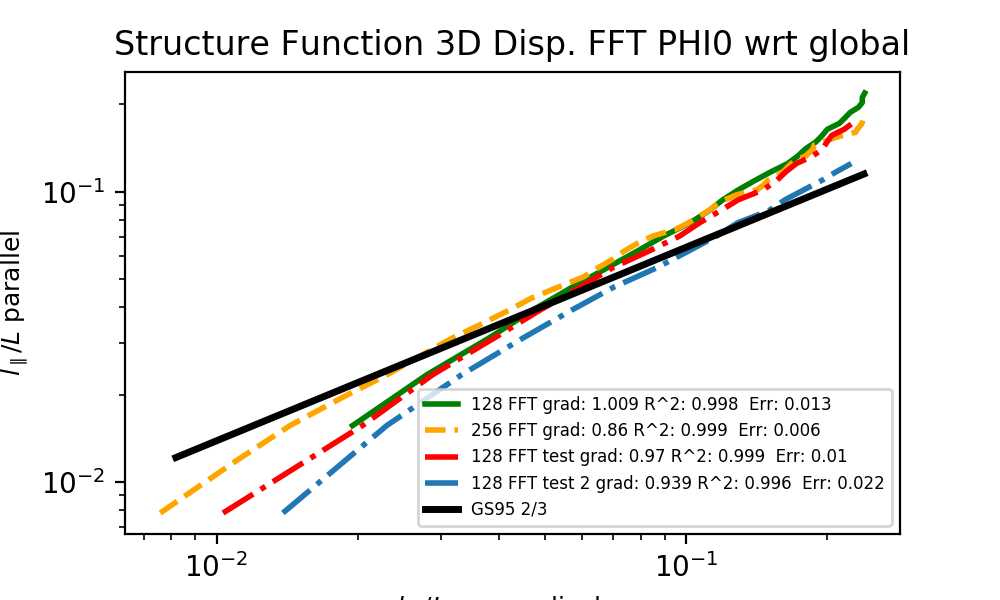 Structure Function 3D Disp. FFT PHI0 wrt global
10⁻¹
10⁻²
l∥/L parallel
128 FFT grad: 1.009 R^2: 0.998 Err: 0.013
256 FFT grad: 0.86 R^2: 0.999 Err: 0.006
128 FFT test grad: 0.97 R^2: 0.999 Err: 0.01
128 FFT test 2 grad: 0.939 R^2: 0.996 Err: 0.022
GS95 2/3
10⁻² 10⁻¹